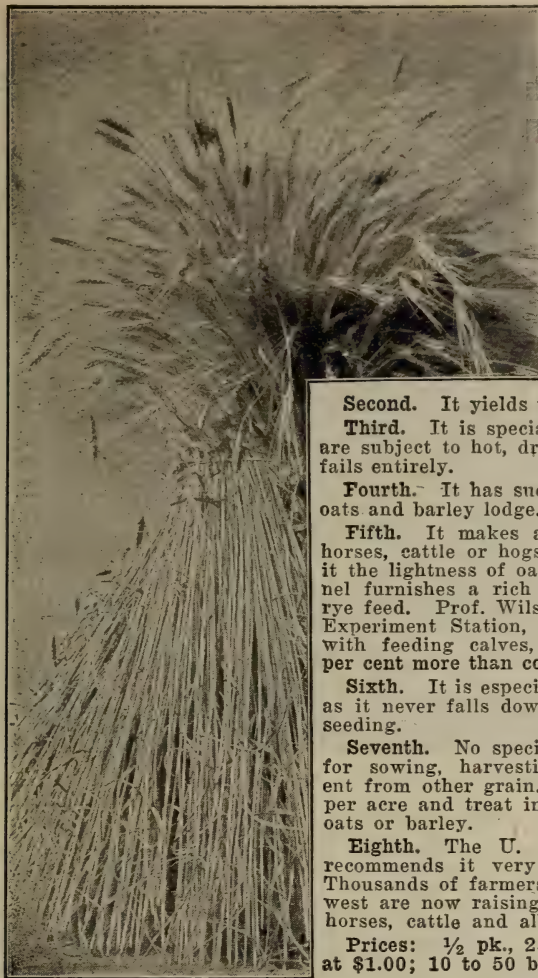 Second. It yields
Third. It is specia
are subject to hot, dr
fails entirely.
Fourth. It has suc
oats and barley lodge.
Fifth. It makes a
horses, cattle or hogs
it the lightness of oa
nel furnishes a rich
rye feed. Prof. Wils
Experiment Station,
with feeding calves,
per cent more than co
Sixth. It is especi
as it never falls dow
seeding.
Seventh. No speci
for sowing, harvesti
ent from other grain.
per acre and treat in
oats or barley.
Eighth. The U.
recommends it very
Thousands of farmers
west are now raising
horses, cattle and al
Prices: ½ pk., 2
at $1.00; 10 to 50 b